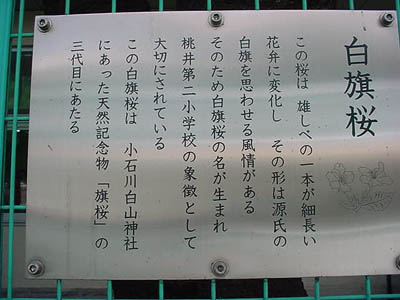 白旗桜
この桜は 雄しべの一本が細長い
花弁に変化し その形は源氏の
白旗を思わせる風情がある
そのため白旗桜の名が生まれ
桃井第二小学校の象徴として
大切にされている
この白旗桜は 小石川白山神社
にあった天然記念物「旗桜」の
三代目にあたる